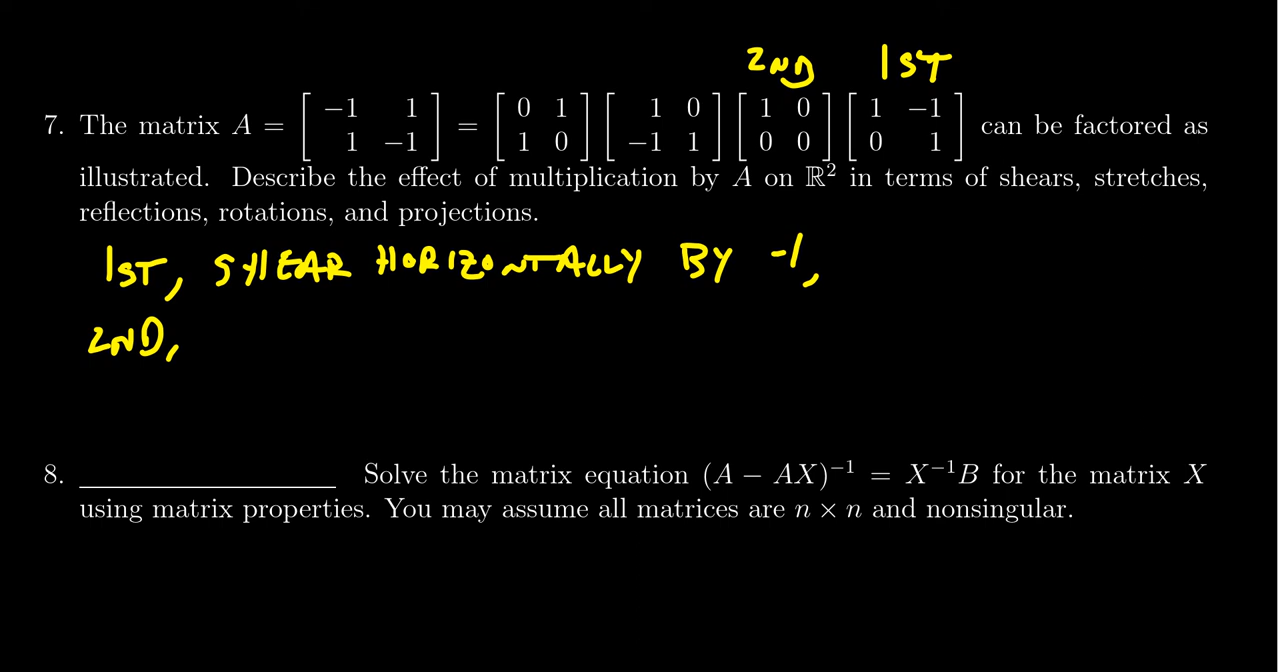 2ND 1ST
7. The matrix A = [ −1 1 ; 1 −1 ] = [ 0 1 ; 1 0 ] [ 1 0 ; −1 1 ] [ 1 0 ; 0 0 ] [ 1 −1 ; 0 1 ] can be factored as
illustrated. Describe the effect of multiplication by A on ℝ² in terms of shears, stretches,
reflections, rotations, and projections.
1ST, SHEAR HORIZONTALLY BY -1,
2ND,
8. ________________ Solve the matrix equation (A − AX)⁻¹ = X⁻¹B for the matrix X
using matrix properties. You may assume all matrices are n × n and nonsingular.